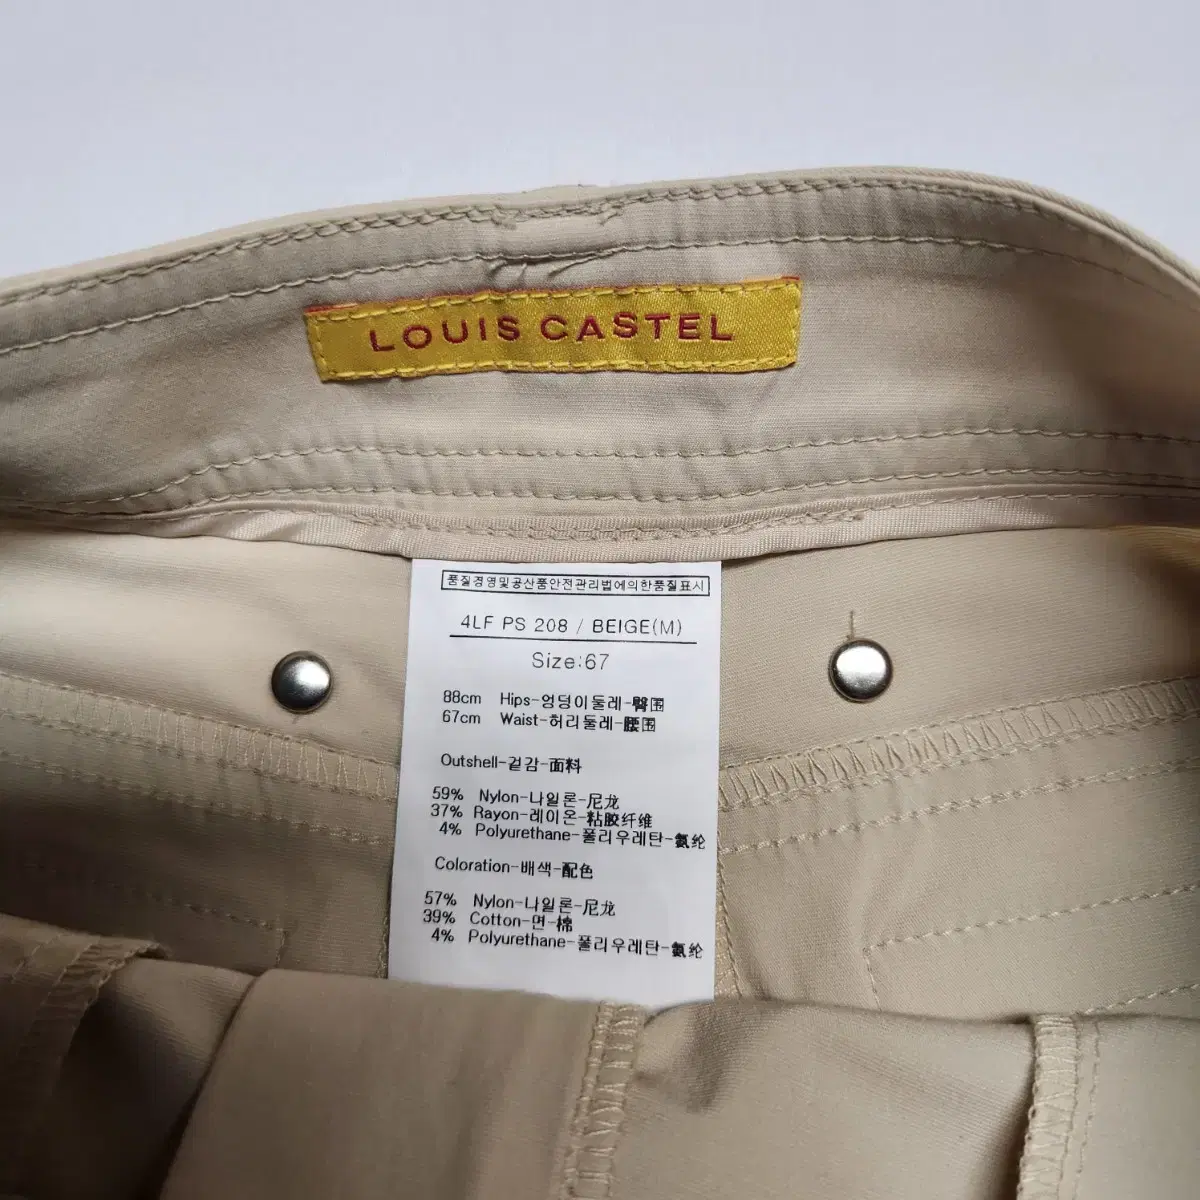 LOUIS CASTEL
품질경영및공산품안전관리법에의한품질표시
4LF PS 208 / BEIGE(M)
Size:67
88cm Hips-엉덩이둘레-臀围
67cm Waist-허리둘레-腰围
Outshell-겉감-面料
59% Nylon-나일론-尼龙
37% Rayon-레이온-粘胶纤维
4% Polyurethane-폴리우레탄-氨纶
Coloration-배색-配色
57% Nylon-나일론-尼龙
39% Cotton-면-棉
4% Polyurethane-폴리우레탄-氨纶